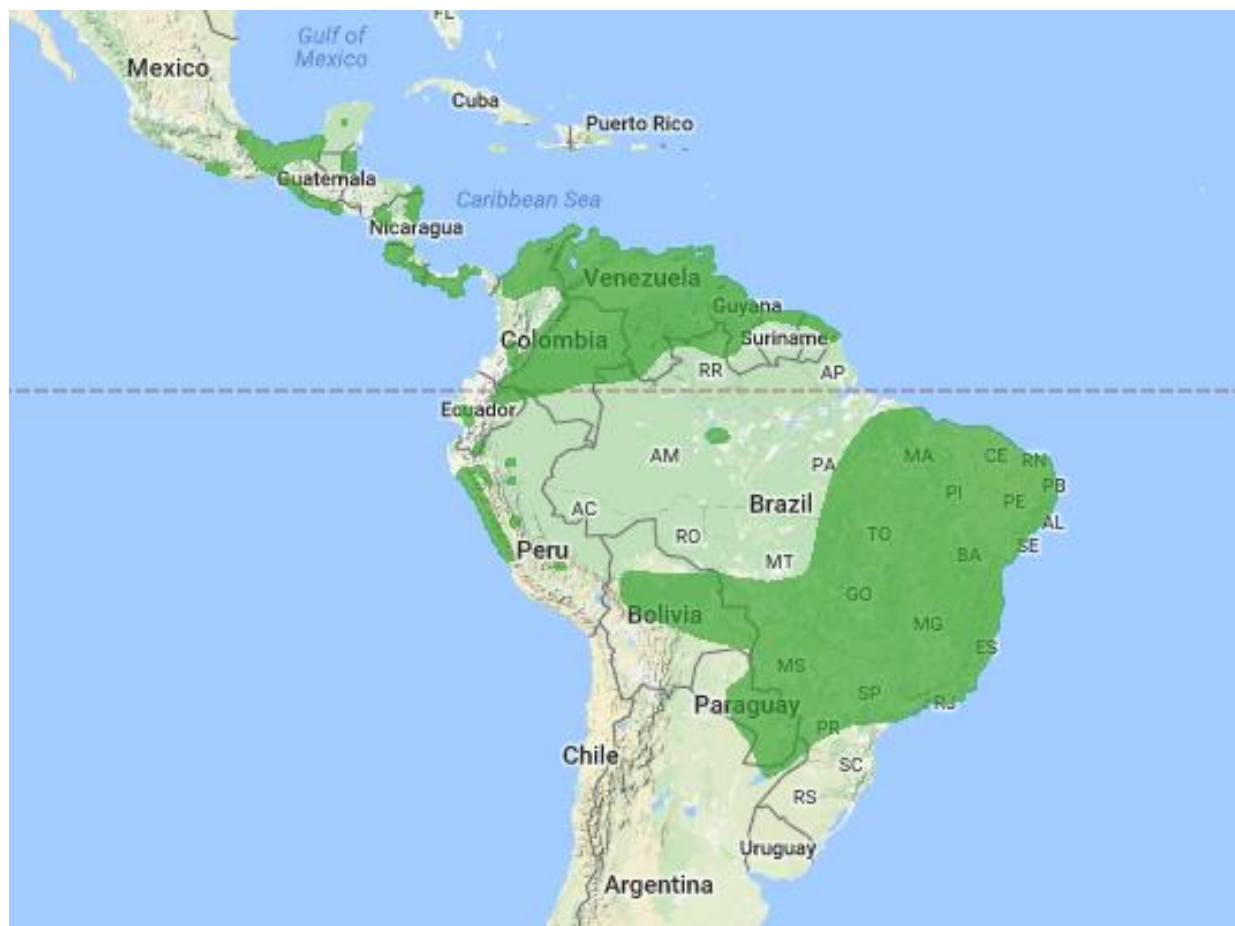 FL
Gulf of
Mexico
Mexico
Cuba
Puerto Rico
Guatemala
Caribbean Sea
Nicaragua
Venezuela
Guyana
Colombia
Suriname
RR
AP
Ecuador
AM
PA
MA
CE
RN
PI
PE
PB
AL
Brazil
AC
RO
TO
SE
Peru
MT
BA
GO
Bolivia
MG
ES
MS
SP
RJ
Paraguay
PR
Chile
SC
RS
Uruguay
Argentina